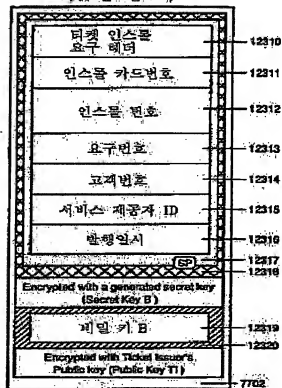 티켓 인스톨
요구 헤더
12310
인스톨 카드번호
12311
인스톨 번호
12312
요구번호
12313
고객번호
12314
서비스 제공자 ID
12315
발행일시
12316
SP
12317
12318
Encrypted with a generated secret key
(Secret Key B)
비밀 키 B
12319
12320
Encrypted with Ticket Issuer's
Public key (Public Key TI)
7702